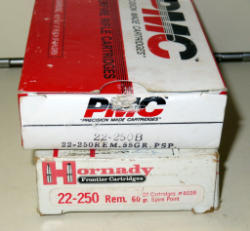 PRECISION MADE CARTRIDGES"
PMC
"PRECISION MADE CARTRIDGES"
22-250B
22-250REM.55GR.PSP.
Hornady
Frontier Cartridges
22-250 Rem. 60 gr. Spire Point